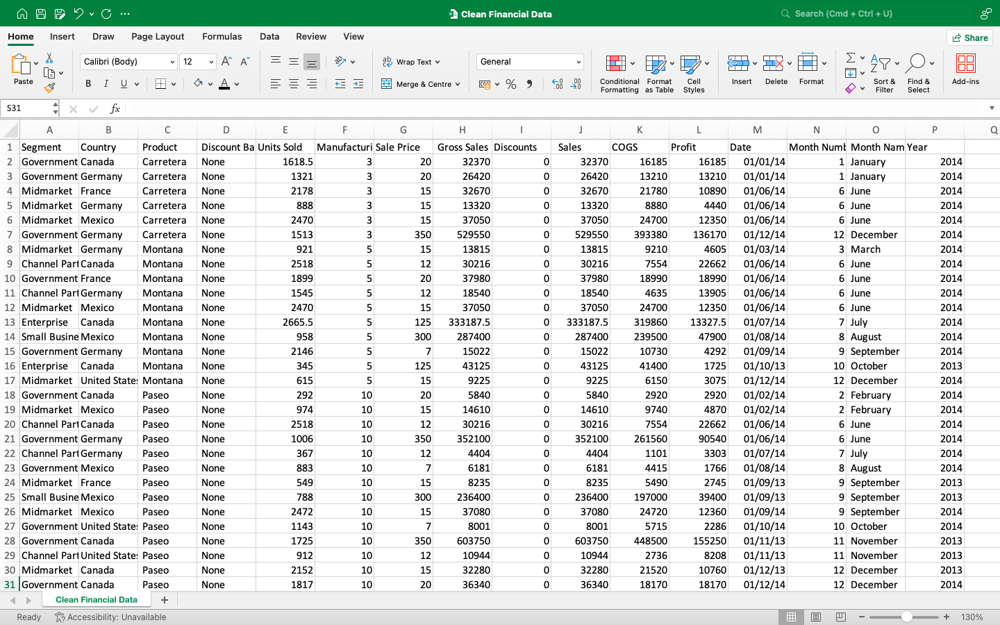 Clean Financial Data
Search (Cmd + Ctrl + U)
Home Insert Draw Page Layout Formulas Data Review View Share
Paste Calibri (Body) 12 A A Wrap Text General Conditional Formatting Format as Table Cell Styles Insert Delete Format Sort & Filter Find & Select Add-ins
B I U A Merge & Centre % 9
S31 fx
A B C D E F G H I J K L M N O P Q
1 Segment Country Product Discount Ba Units Sold Manufacturi Sale Price Gross Sales Discounts Sales COGS Profit Date Month Numb Month Nam Year
2 Government Canada Carretera None 1618.5 3 20 32370 0 32370 16185 16185 01/01/14 1 January 2014
3 Government Germany Carretera None 1321 3 20 26420 0 26420 13210 13210 01/01/14 1 January 2014
4 Midmarket France Carretera None 2178 3 15 32670 0 32670 21780 10890 01/06/14 6 June 2014
5 Midmarket Germany Carretera None 888 3 15 13320 0 13320 8880 4440 01/06/14 6 June 2014
6 Midmarket Mexico Carretera None 2470 3 15 37050 0 37050 24700 12350 01/06/14 6 June 2014
7 Government Germany Carretera None 1513 3 350 529550 0 529550 393380 136170 01/12/14 12 December 2014
8 Midmarket Germany Montana None 921 5 15 13815 0 13815 9210 4605 01/03/14 3 March 2014
9 Channel Part Canada Montana None 2518 5 12 30216 0 30216 7554 22662 01/06/14 6 June 2014
10 Government France Montana None 1899 5 20 37980 0 37980 18990 18990 01/06/14 6 June 2014
11 Channel Part Germany Montana None 1545 5 12 18540 0 18540 4635 13905 01/06/14 6 June 2014
12 Midmarket Mexico Montana None 2470 5 15 37050 0 37050 24700 12350 01/06/14 6 June 2014
13 Enterprise Canada Montana None 2665.5 5 125 333187.5 0 333187.5 319860 13327.5 01/07/14 7 July 2014
14 Small Busine Mexico Montana None 958 5 300 287400 0 287400 239500 47900 01/08/14 8 August 2014
15 Government Germany Montana None 2146 5 7 15022 0 15022 10730 4292 01/09/14 9 September 2014
16 Enterprise Canada Montana None 345 5 125 43125 0 43125 41400 1725 01/10/13 10 October 2013
17 Midmarket United States Montana None 615 5 15 9225 0 9225 6150 3075 01/12/14 12 December 2014
18 Government Canada Paseo None 292 10 20 5840 0 5840 2920 2920 01/02/14 2 February 2014
19 Midmarket Mexico Paseo None 974 10 15 14610 0 14610 9740 4870 01/02/14 2 February 2014
20 Channel Part Canada Paseo None 2518 10 12 30216 0 30216 7554 22662 01/06/14 6 June 2014
21 Government Germany Paseo None 1006 10 350 352100 0 352100 261560 90540 01/06/14 6 June 2014
22 Channel Part Germany Paseo None 367 10 12 4404 0 4404 1101 3303 01/07/14 7 July 2014
23 Government Mexico Paseo None 883 10 7 6181 0 6181 4415 1766 01/08/14 8 August 2014
24 Midmarket France Paseo None 549 10 15 8235 0 8235 5490 2745 01/09/13 9 September 2013
25 Small Busine Mexico Paseo None 788 10 300 236400 0 236400 197000 39400 01/09/13 9 September 2013
26 Midmarket Mexico Paseo None 2472 10 15 37080 0 37080 24720 12360 01/09/14 9 September 2014
27 Government United States Paseo None 1143 10 7 8001 0 8001 5715 2286 01/10/14 10 October 2014
28 Government Canada Paseo None 1725 10 350 603750 0 603750 448500 155250 01/11/13 11 November 2013
29 Channel Part United States Paseo None 912 10 12 10944 0 10944 2736 8208 01/11/13 11 November 2013
30 Midmarket Canada Paseo None 2152 10 15 32280 0 32280 21520 10760 01/12/13 12 December 2013
31 Government Canada Paseo None 1817 10 20 36340 0 36340 18170 18170 01/12/14 12 December 2014
Clean Financial Data +
Ready Accessibility: Unavailable 130%